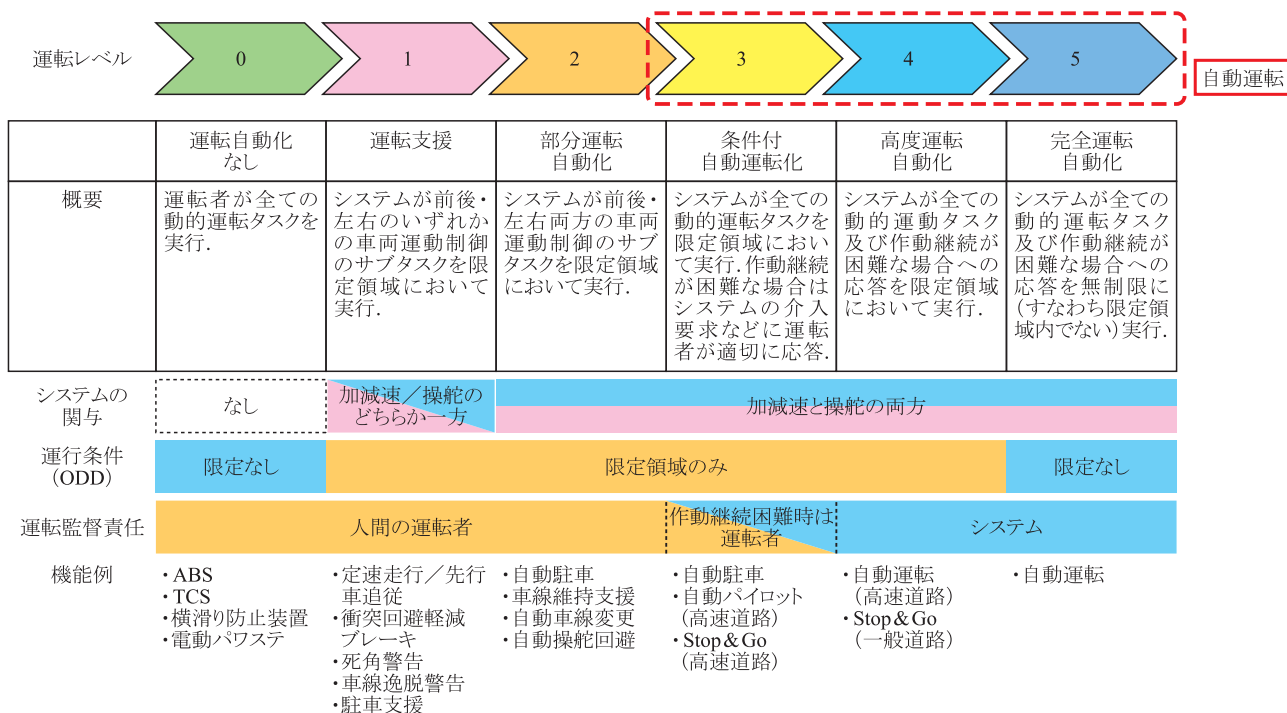 運転レベル
0
1
2
3
4
5
自動運転
運転自動化
なし
運転支援
部分運転
自動化
条件付
自動運転化
高度運転
自動化
完全運転
自動化
概要
運転者が全ての
動的運転タスクを
実行．
システムが前後・
左右のいずれか
の車両運動制御
のサブタスクを限
定領域において
実行．
システムが前後・
左右両方の車両
運動制御のサブ
タスクを限定領域
において実行．
システムが全ての
動的運転タスクを
限定領域におい
て実行．作動継続
が困難な場合は
システムの介入
要求などに運転
者が適切に応答．
システムが全ての
動的運動タスク
及び作動継続が
困難な場合への
応答を限定領域
において実行．
システムが全ての
動的運転タスク
及び作動継続が
困難な場合への
応答を無制限に
（すなわち限定領
域内でない）実行．
システムの
関与
なし
加減速／操舵の
どちらか一方
加減速と操舵の両方
運行条件
（ODD）
限定なし
限定領域のみ
限定なし
運転監督責任
人間の運転者
作動継続困難時は
運転者
システム
機能例
・ABS
・TCS
・横滑り防止装置
・電動パワステ
・定速走行／先行
車追従
・衝突回避軽減
ブレーキ
・死角警告
・車線逸脱警告
・駐車支援
・自動駐車
・車線維持支援
・自動車線変更
・自動操舵回避
・自動駐車
・自動パイロット
（高速道路）
・Stop&Go
（高速道路）
・自動運転
（高速道路）
・Stop&Go
（一般道路）
・自動運転